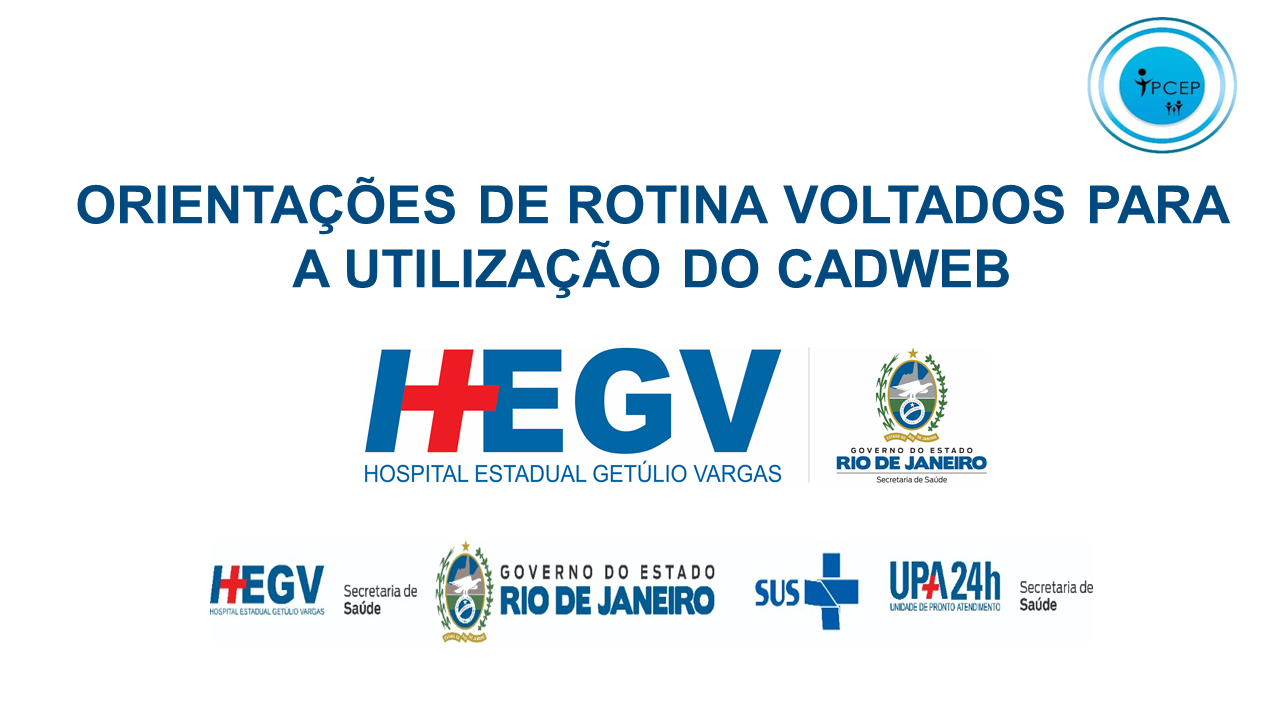 PCEP
ORIENTAÇÕES DE ROTINA VOLTADOS PARA
A UTILIZAÇÃO DO CADWEB
HEGV
HOSPITAL ESTADUAL GETÚLIO VARGAS
GOVERNO DO ESTADO
RIO DE JANEIRO
Secretaria de Saúde
HEGV
HOSPITAL ESTADUAL GETÚLIO VARGAS
Secretaria de
Saúde
GOVERNO DO ESTADO
RIO DE JANEIRO
SUS
UPA 24h
UNIDADE DE PRONTO ATENDIMENTO
Secretaria de
Saúde